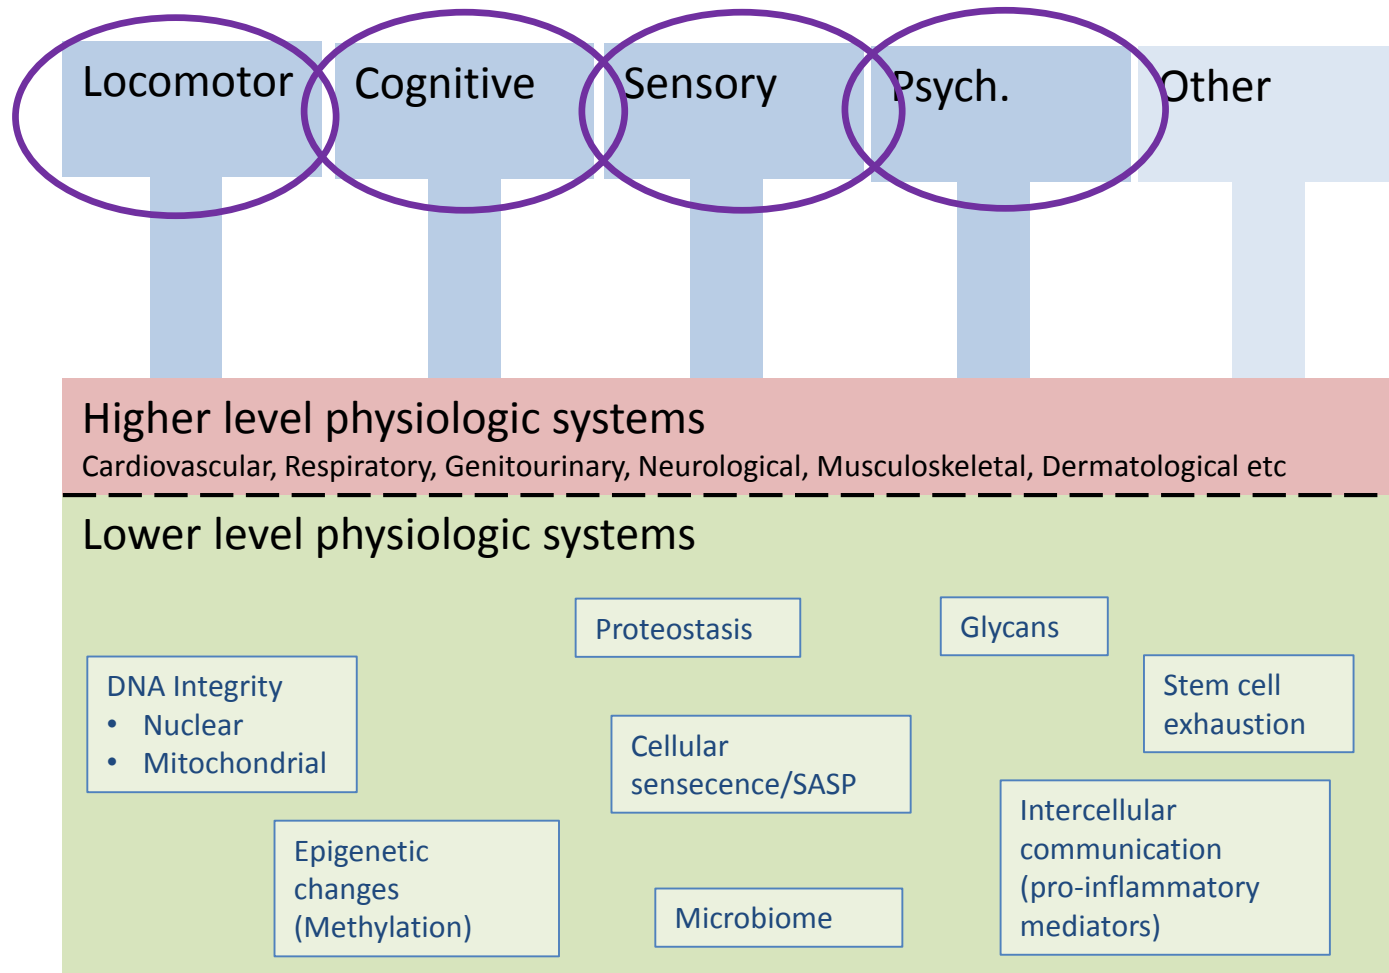 Locomotor
Cognitive
Sensory
Psych.
Other
Higher level physiologic systems
Cardiovascular, Respiratory, Genitourinary, Neurological, Musculoskeletal, Dermatological etc
Lower level physiologic systems
Proteostasis
Glycans
DNA Integrity
• Nuclear
• Mitochondrial
Stem cell
exhaustion
Cellular
sensecence/SASP
Intercellular
communication
(pro-inflammatory
mediators)
Epigenetic
changes
(Methylation)
Microbiome